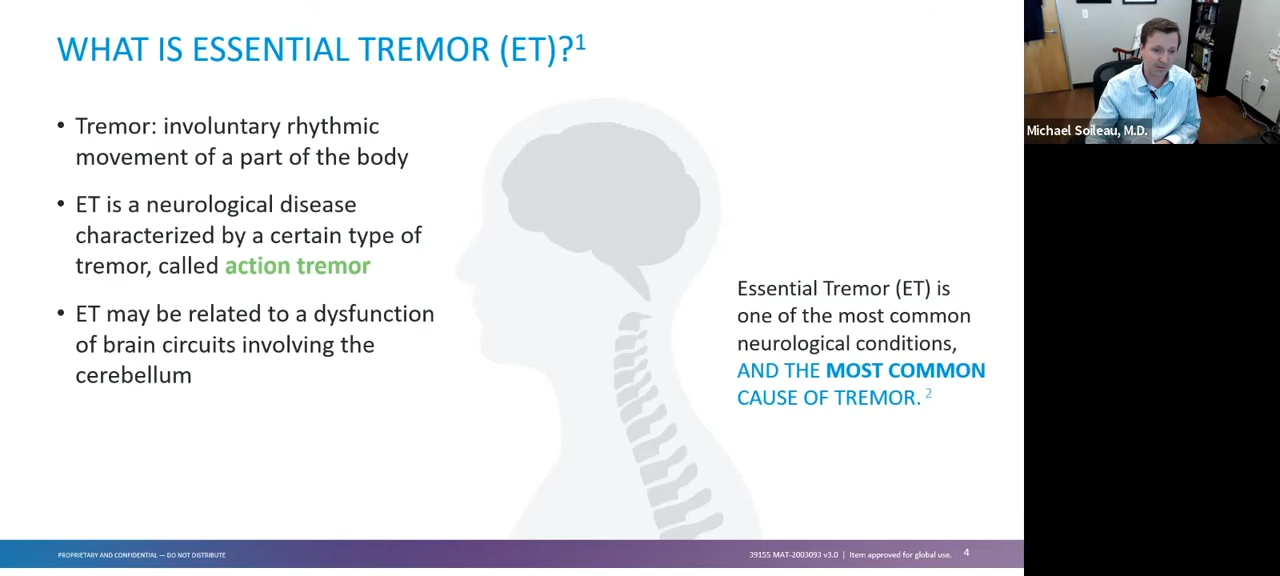 WHAT IS ESSENTIAL TREMOR (ET)?1
• Tremor: involuntary rhythmic
movement of a part of the body
• ET is a neurological disease
characterized by a certain type of
tremor, called action tremor
• ET may be related to a dysfunction
of brain circuits involving the
cerebellum
Essential Tremor (ET) is
one of the most common
neurological conditions,
AND THE MOST COMMON
CAUSE OF TREMOR. 2
PROPRIETARY AND CONFIDENTIAL — DO NOT DISTRIBUTE
39155 MAT-2003093 v3.0 | Item approved for global use. 4
Michael Soileau, M.D.